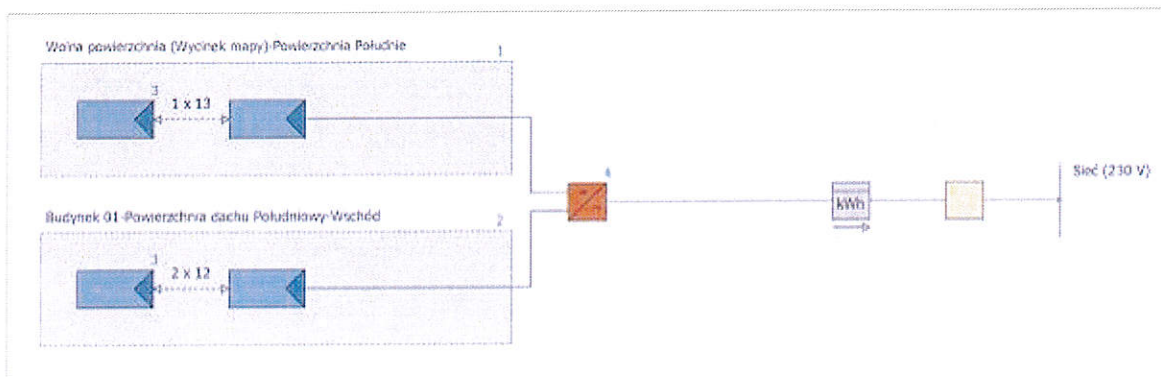 Wolna powierzchnia (Wycinek mapy)-Powierzchnia Południe
1
3
1 x 13
4
Sieć (230 V)
kWh
Budynek 01-Powierzchnia dachu Południowy-Wschód
2
3
2 x 12